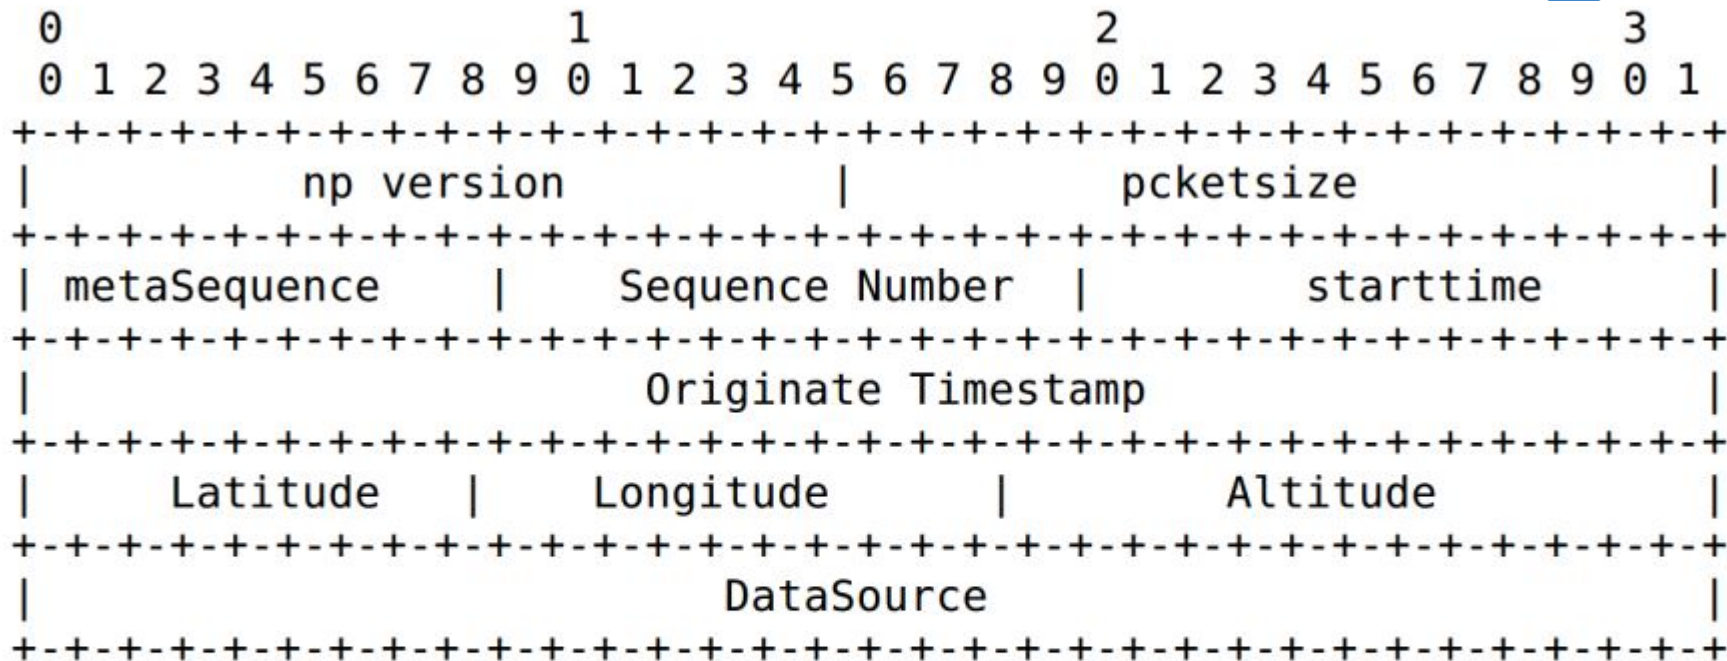 0                   1                   2                   3
 0 1 2 3 4 5 6 7 8 9 0 1 2 3 4 5 6 7 8 9 0 1 2 3 4 5 6 7 8 9 0 1
+-+-+-+-+-+-+-+-+-+-+-+-+-+-+-+-+-+-+-+-+-+-+-+-+-+-+-+-+-+-+-+-+
|          np version           |          pcketsize             |
+-+-+-+-+-+-+-+-+-+-+-+-+-+-+-+-+-+-+-+-+-+-+-+-+-+-+-+-+-+-+-+-+
| metaSequence    |    Sequence Number  |        starttime       |
+-+-+-+-+-+-+-+-+-+-+-+-+-+-+-+-+-+-+-+-+-+-+-+-+-+-+-+-+-+-+-+-+
|                       Originate Timestamp                      |
+-+-+-+-+-+-+-+-+-+-+-+-+-+-+-+-+-+-+-+-+-+-+-+-+-+-+-+-+-+-+-+-+
|     Latitude   |    Longitude      |        Altitude           |
+-+-+-+-+-+-+-+-+-+-+-+-+-+-+-+-+-+-+-+-+-+-+-+-+-+-+-+-+-+-+-+-+
|                          DataSource                            |
+-+-+-+-+-+-+-+-+-+-+-+-+-+-+-+-+-+-+-+-+-+-+-+-+-+-+-+-+-+-+-+-+